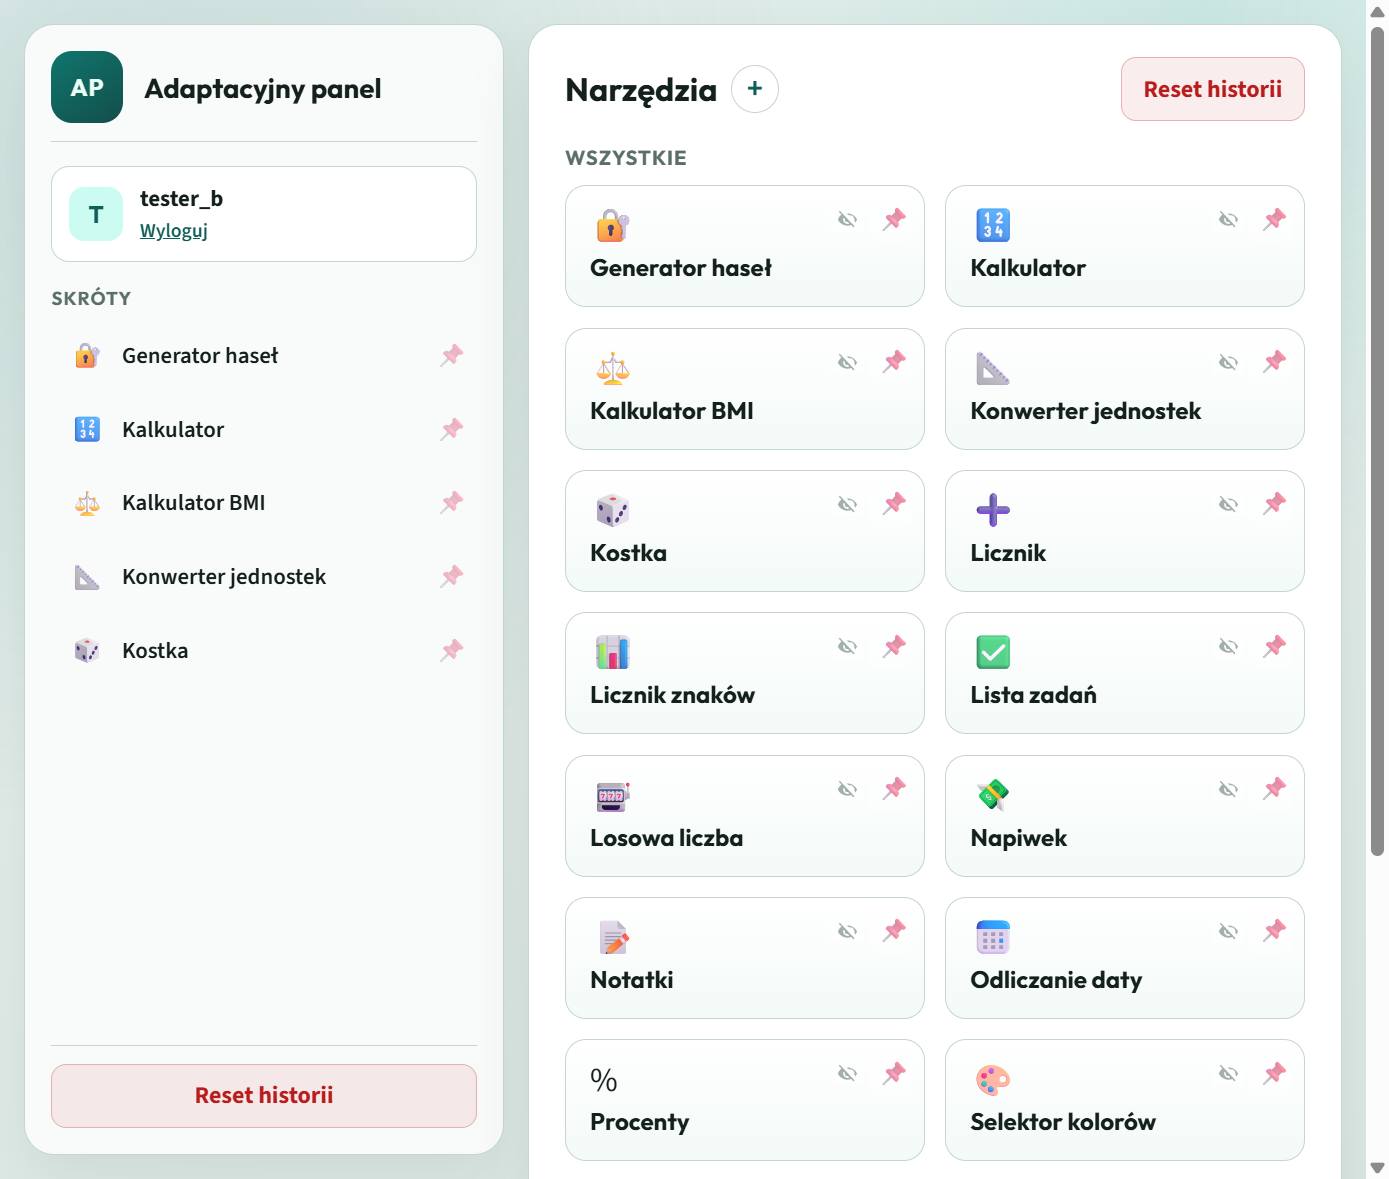 AP
Adaptacyjny panel
T
tester_b
Wyloguj
SKRÓTY
Generator haseł
Kalkulator
Kalkulator BMI
Konwerter jednostek
Kostka
Reset historii
Narzędzia
+
Reset historii
WSZYSTKIE
Generator haseł
Kalkulator
Kalkulator BMI
Konwerter jednostek
Kostka
Licznik
Licznik znaków
Lista zadań
Losowa liczba
Napiwek
Notatki
Odliczanie daty
%
Procenty
Selektor kolorów